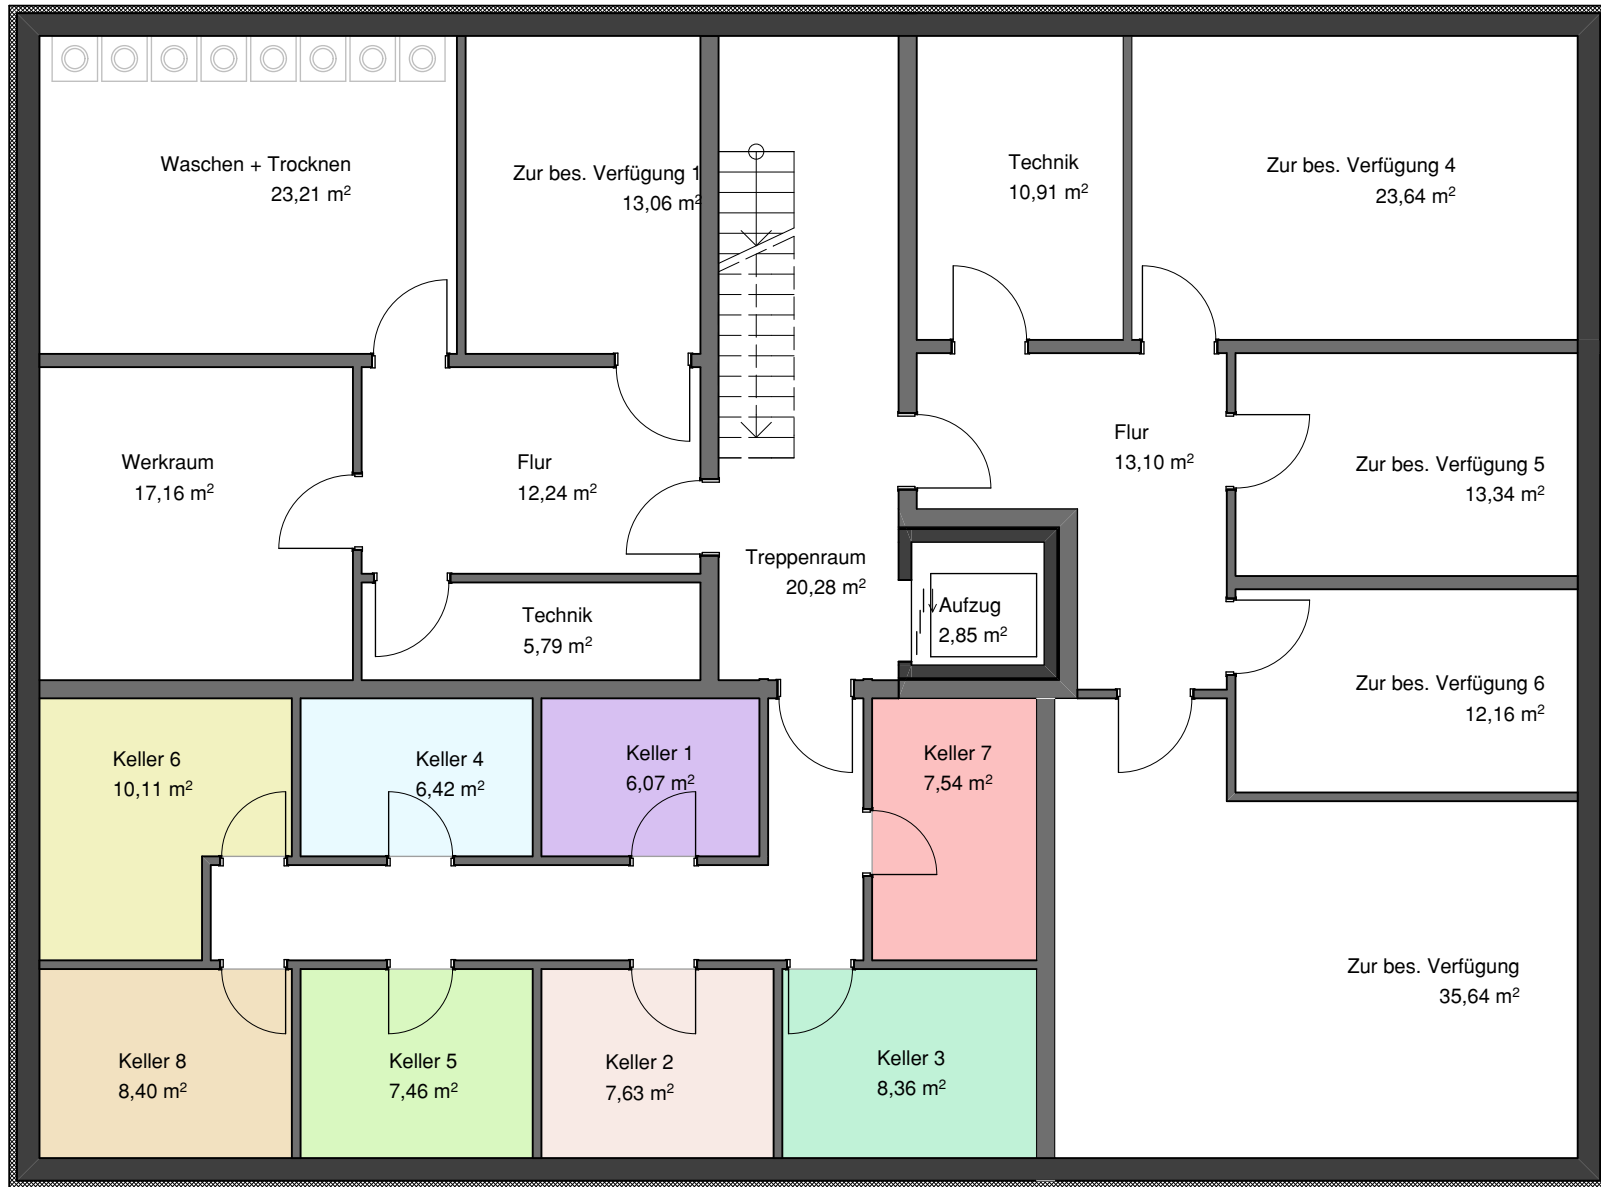 Waschen + Trocknen
23,21 m²
Zur bes. Verfügung 1
13,06 m²
Technik
10,91 m²
Zur bes. Verfügung 4
23,64 m²
Werkraum
17,16 m²
Flur
12,24 m²
Flur
13,10 m²
Zur bes. Verfügung 5
13,34 m²
Treppenraum
20,28 m²
Technik
5,79 m²
Aufzug
2,85 m²
Zur bes. Verfügung 6
12,16 m²
Keller 6
10,11 m²
Keller 4
6,42 m²
Keller 1
6,07 m²
Keller 7
7,54 m²
Zur bes. Verfügung
35,64 m²
Keller 8
8,40 m²
Keller 5
7,46 m²
Keller 2
7,63 m²
Keller 3
8,36 m²